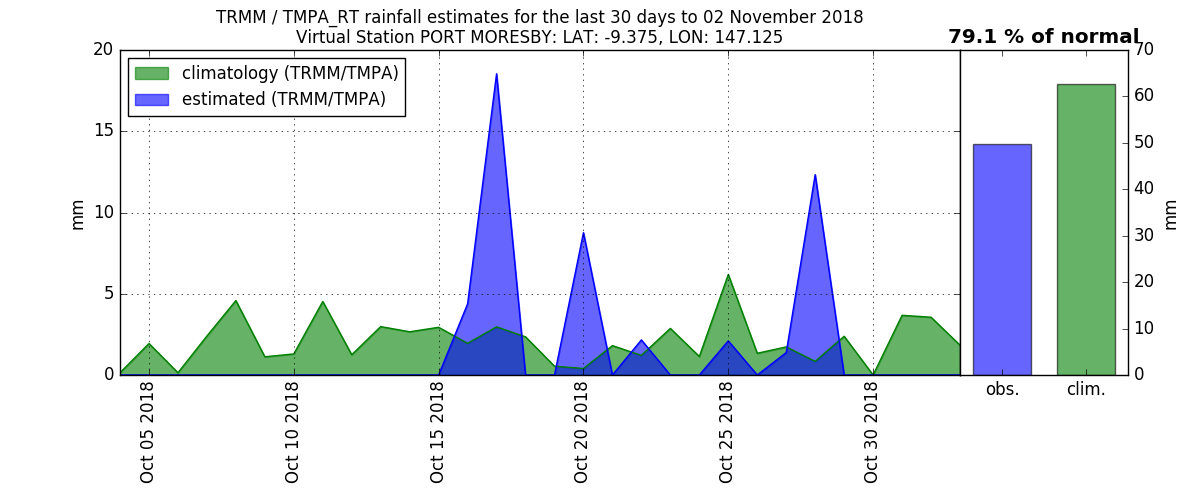 TRMM / TMPA_RT rainfall estimates for the last 30 days to 02 November 2018
Virtual Station PORT MORESBY: LAT: -9.375, LON: 147.125
79.1 % of normal
climatology (TRMM/TMPA)
estimated (TRMM/TMPA)
20
15
10
5
0
mm
Oct 05 2018
Oct 10 2018
Oct 15 2018
Oct 20 2018
Oct 25 2018
Oct 30 2018
70
60
50
40
30
20
10
0
mm
obs.
clim.